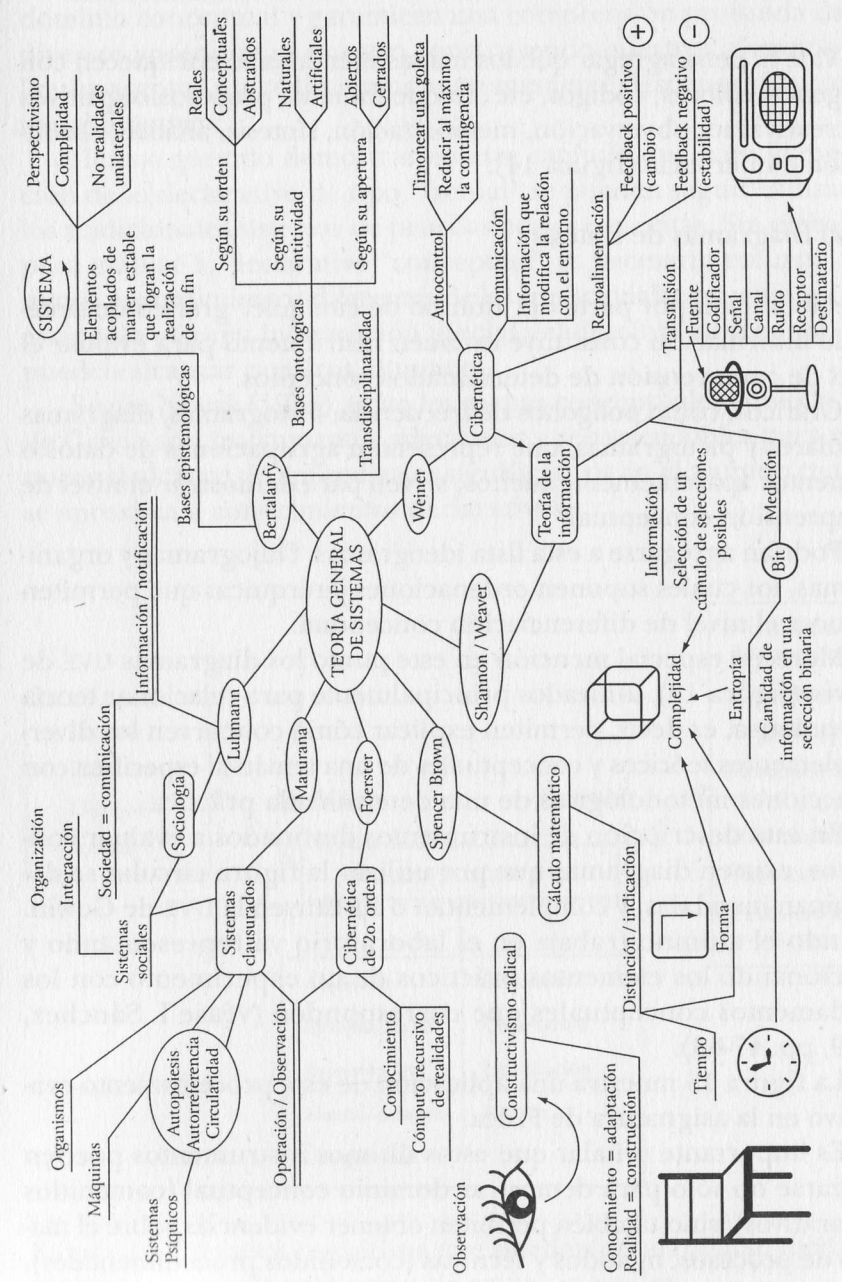 Organismos
Máquinas
Sistemas
Psíquicos
Autopoiesis
Autorreferencia
Circularidad
Sistemas
sociales
Organización
Interacción
Sociedad = comunicación
Sociología
Sistemas
clausurados
Operación / observación
Información / notificación
Luhmann
Maturana
Foerster
Cibernética
de 2o. orden
Conocimiento
Cómputo recursivo
de realidades
Observación
Constructivismo radical
Conocimiento = adaptación
Realidad = construcción
Spencer Brown
Cálculo matemático
Distinción / indicación
Forma
Tiempo
TEORÍA GENERAL
DE SISTEMAS
Bertalanfy
Bases epistemológicas
Bases ontológicas
Transdisciplinariedad
SISTEMA
Elementos
acoplados de
manera estable
que logran la
realización
de un fin
Perspectivismo
Complejidad
No realidades
unilaterales
Según su orden
Reales
Conceptuales
Abstraídos
Según su
entitividad
Naturales
Artificiales
Según su apertura
Abiertos
Cerrados
Weiner
Cibernética
Autocontrol
Timonear una goleta
Reducir al máximo
la contingencia
Comunicación
Información que
modifica la relación
con el entorno
Retroalimentación
Feedback positivo
(cambio)
+
Feedback negativo
(estabilidad)
−
Shannon / Weaver
Teoría de la
información
Transmisión
Fuente
Codificador
Señal
Canal
Ruido
Receptor
Destinatario
Información
Selección de un
cúmulo de selecciones
posibles
Complejidad
Medición
Bit
Entropía
Cantidad de
información en una
selección binaria